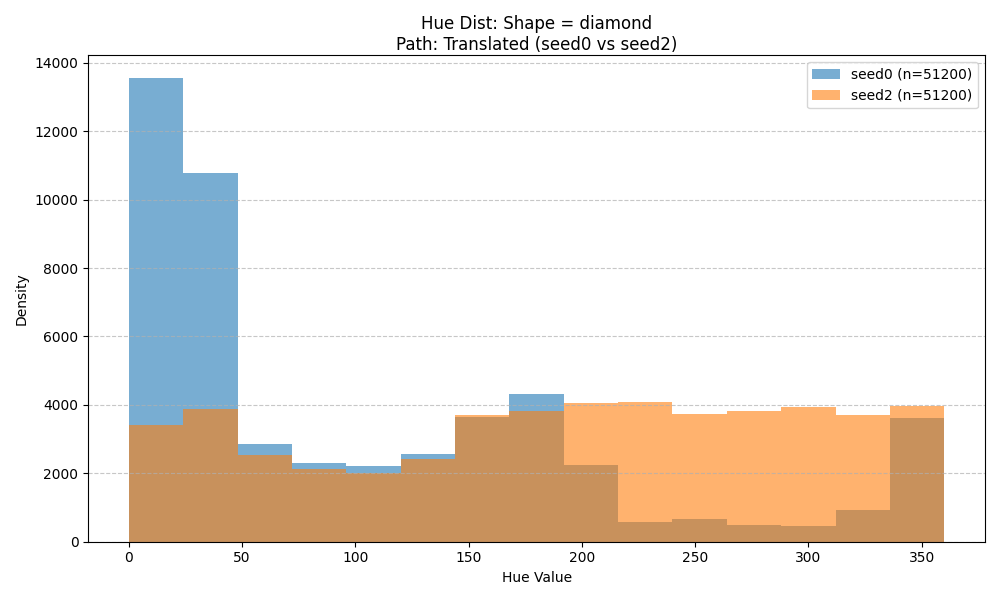 Hue Dist: Shape = diamond
Path: Translated (seed0 vs seed2)
seed0 (n=51200)
seed2 (n=51200)
Density
14000
12000
10000
8000
6000
4000
2000
0
0 50 100 150 200 250 300 350
Hue Value